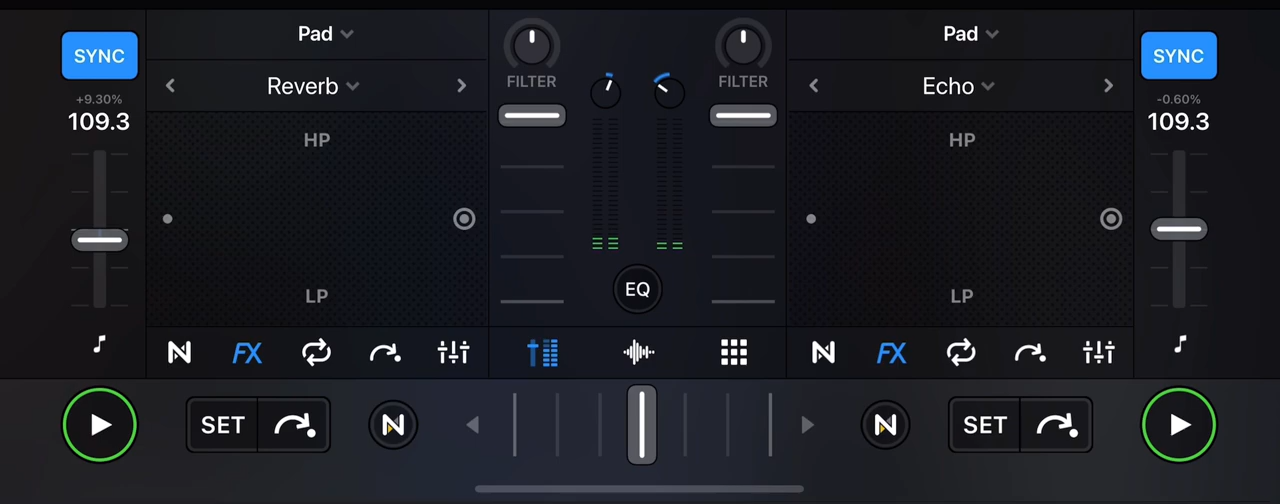 SYNC
+9.30%
109.3
Pad
Reverb
HP
LP
FX
FILTER
FILTER
EQ
Pad
Echo
HP
LP
FX
SYNC
-0.60%
109.3
SET
N
N
SET